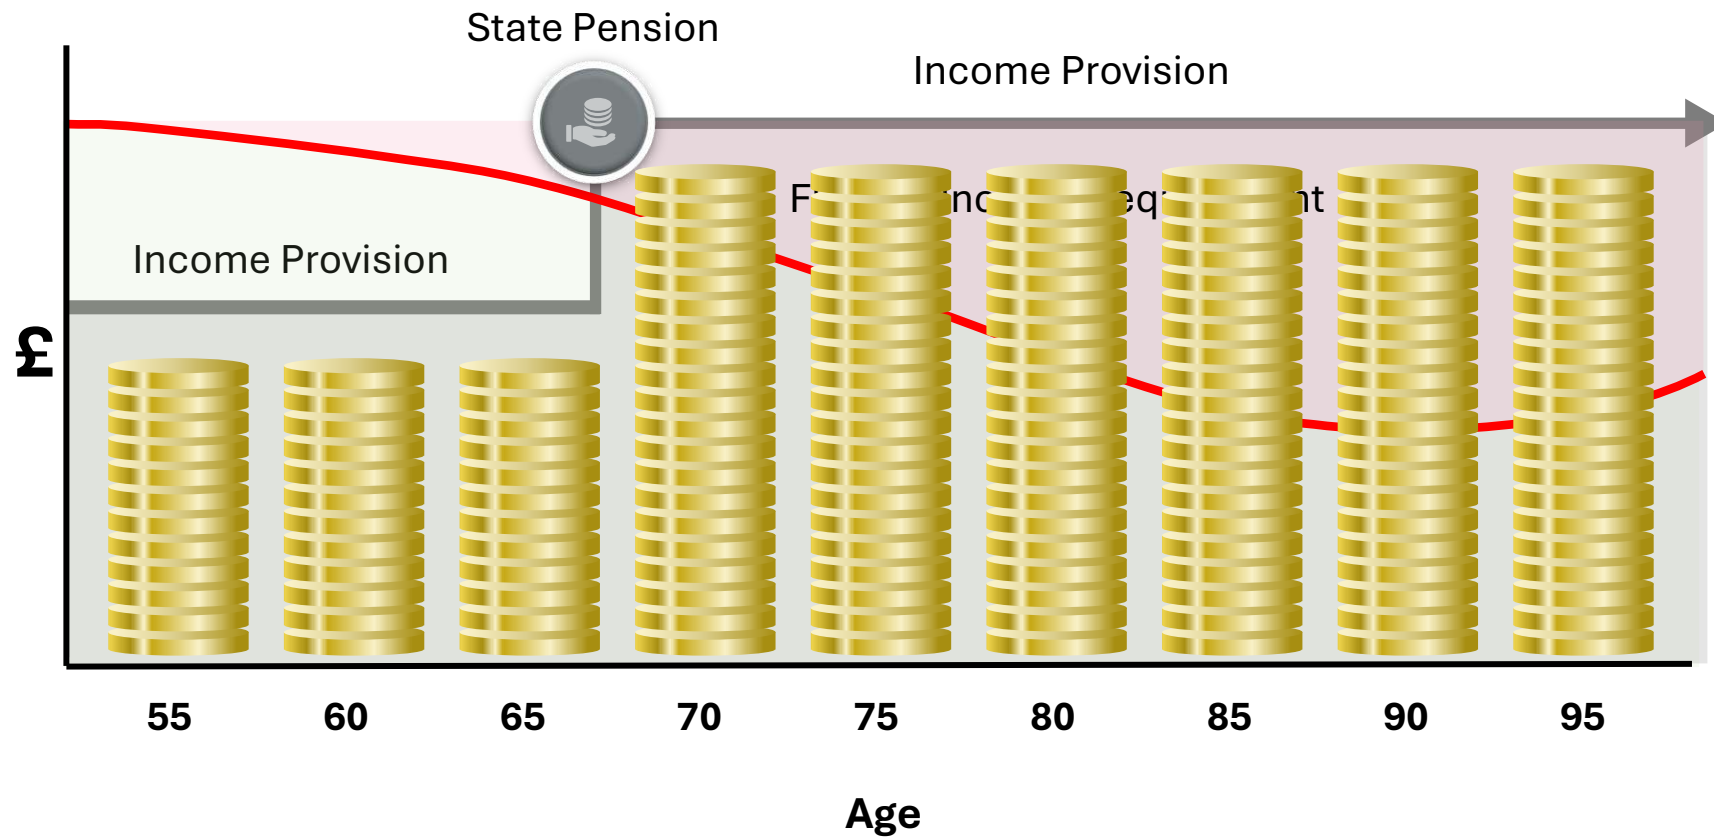 State Pension
Income Provision
Income Provision
£
55 60 65 70 75 80 85 90 95
Age